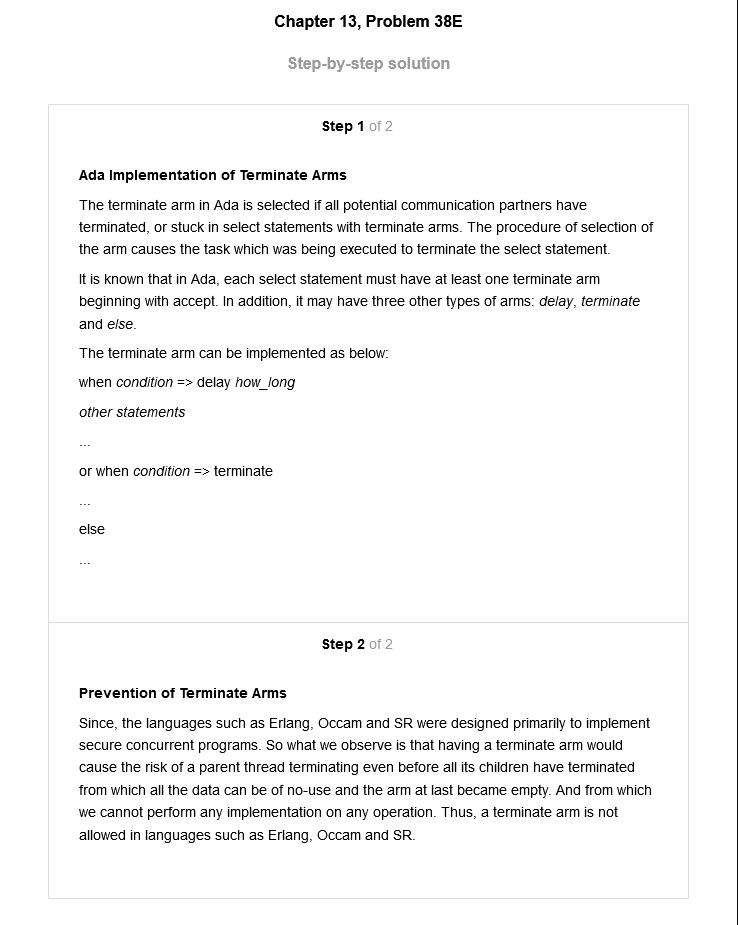 Chapter 13, Problem 38E
Step-by-step solution
Step 1 of 2
Ada Implementation of Terminate Arms
The terminate arm in Ada is selected if all potential communication partners have
terminated, or stuck in select statements with terminate arms. The procedure of selection of
the arm causes the task which was being executed to terminate the select statement.
It is known that in Ada, each select statement must have at least one terminate arm
beginning with accept. In addition, it may have three other types of arms: delay, terminate
and else.
The terminate arm can be implemented as below:
when condition => delay how_long
other statements
...
or when condition => terminate
...
else
...
Step 2 of 2
Prevention of Terminate Arms
Since, the languages such as Erlang, Occam and SR were designed primarily to implement
secure concurrent programs. So what we observe is that having a terminate arm would
cause the risk of a parent thread terminating even before all its children have terminated
from which all the data can be of no-use and the arm at last became empty. And from which
we cannot perform any implementation on any operation. Thus, a terminate arm is not
allowed in languages such as Erlang, Occam and SR.